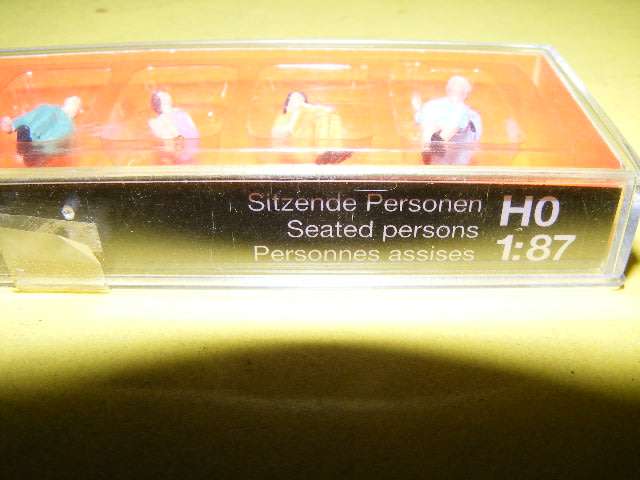 Sitzende Personen
Seated persons
Personnes assises
H0
1:87